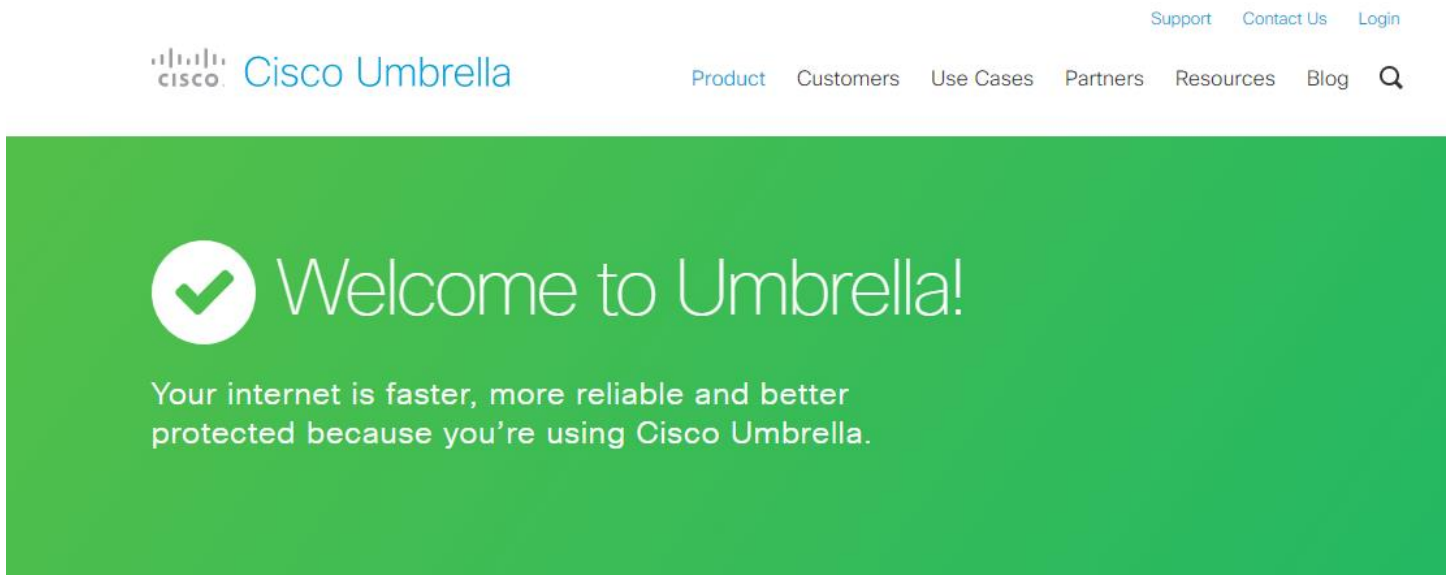 Support Contact Us Login
CISCO Cisco Umbrella
Product Customers Use Cases Partners Resources Blog
Welcome to Umbrella!
Your internet is faster, more reliable and better
protected because you're using Cisco Umbrella.